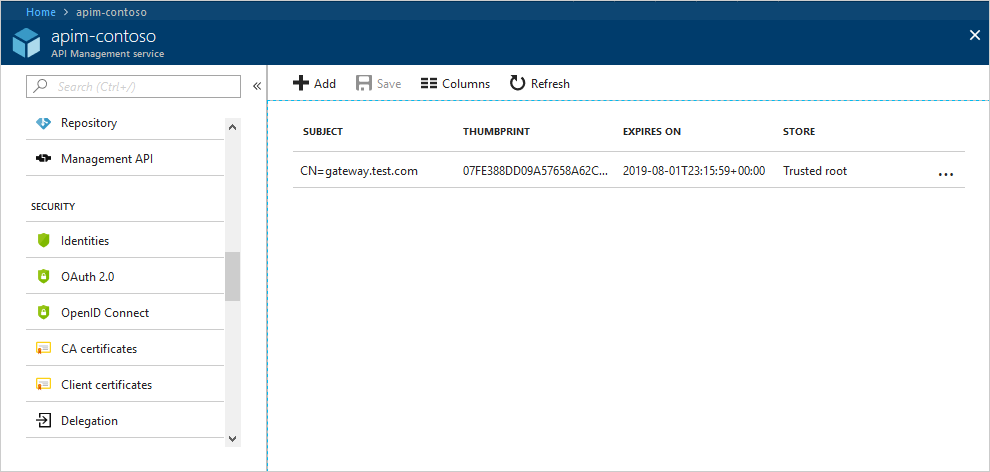 Home > apim-contoso
apim-contoso
API Management service
Search (Ctrl+/)
Repository
Management API
SECURITY
Identities
OAuth 2.0
OpenID Connect
CA certificates
Client certificates
Delegation
Add Save Columns Refresh
SUBJECT THUMBPRINT EXPIRES ON STORE
CN=gateway.test.com 07FE388DD09A57658A62C... 2019-08-01T23:15:59+00:00 Trusted root ...